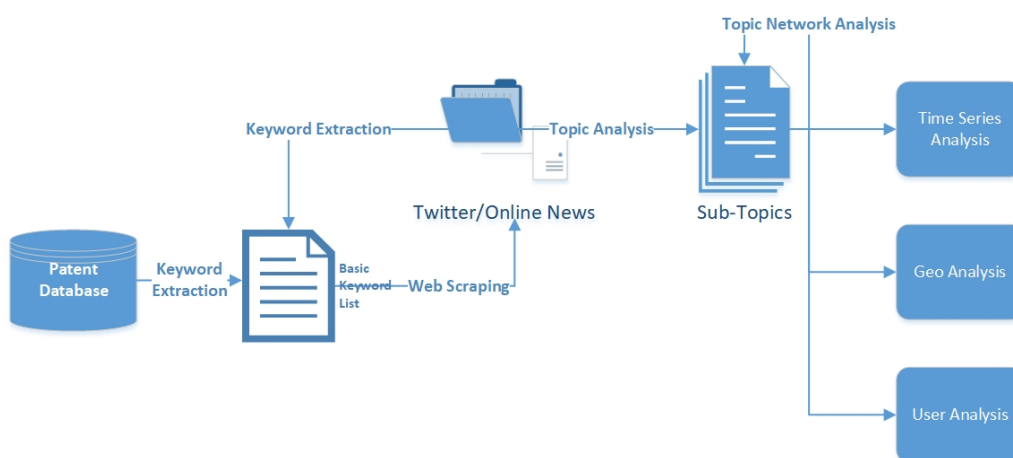 Topic Network Analysis
Keyword Extraction
Topic Analysis
Time Series
Analysis
Twitter/Online News
Sub-Topics
Patent
Database
Keyword
Extraction
Basic
Keyword
List
Web Scraping
Geo Analysis
User Analysis